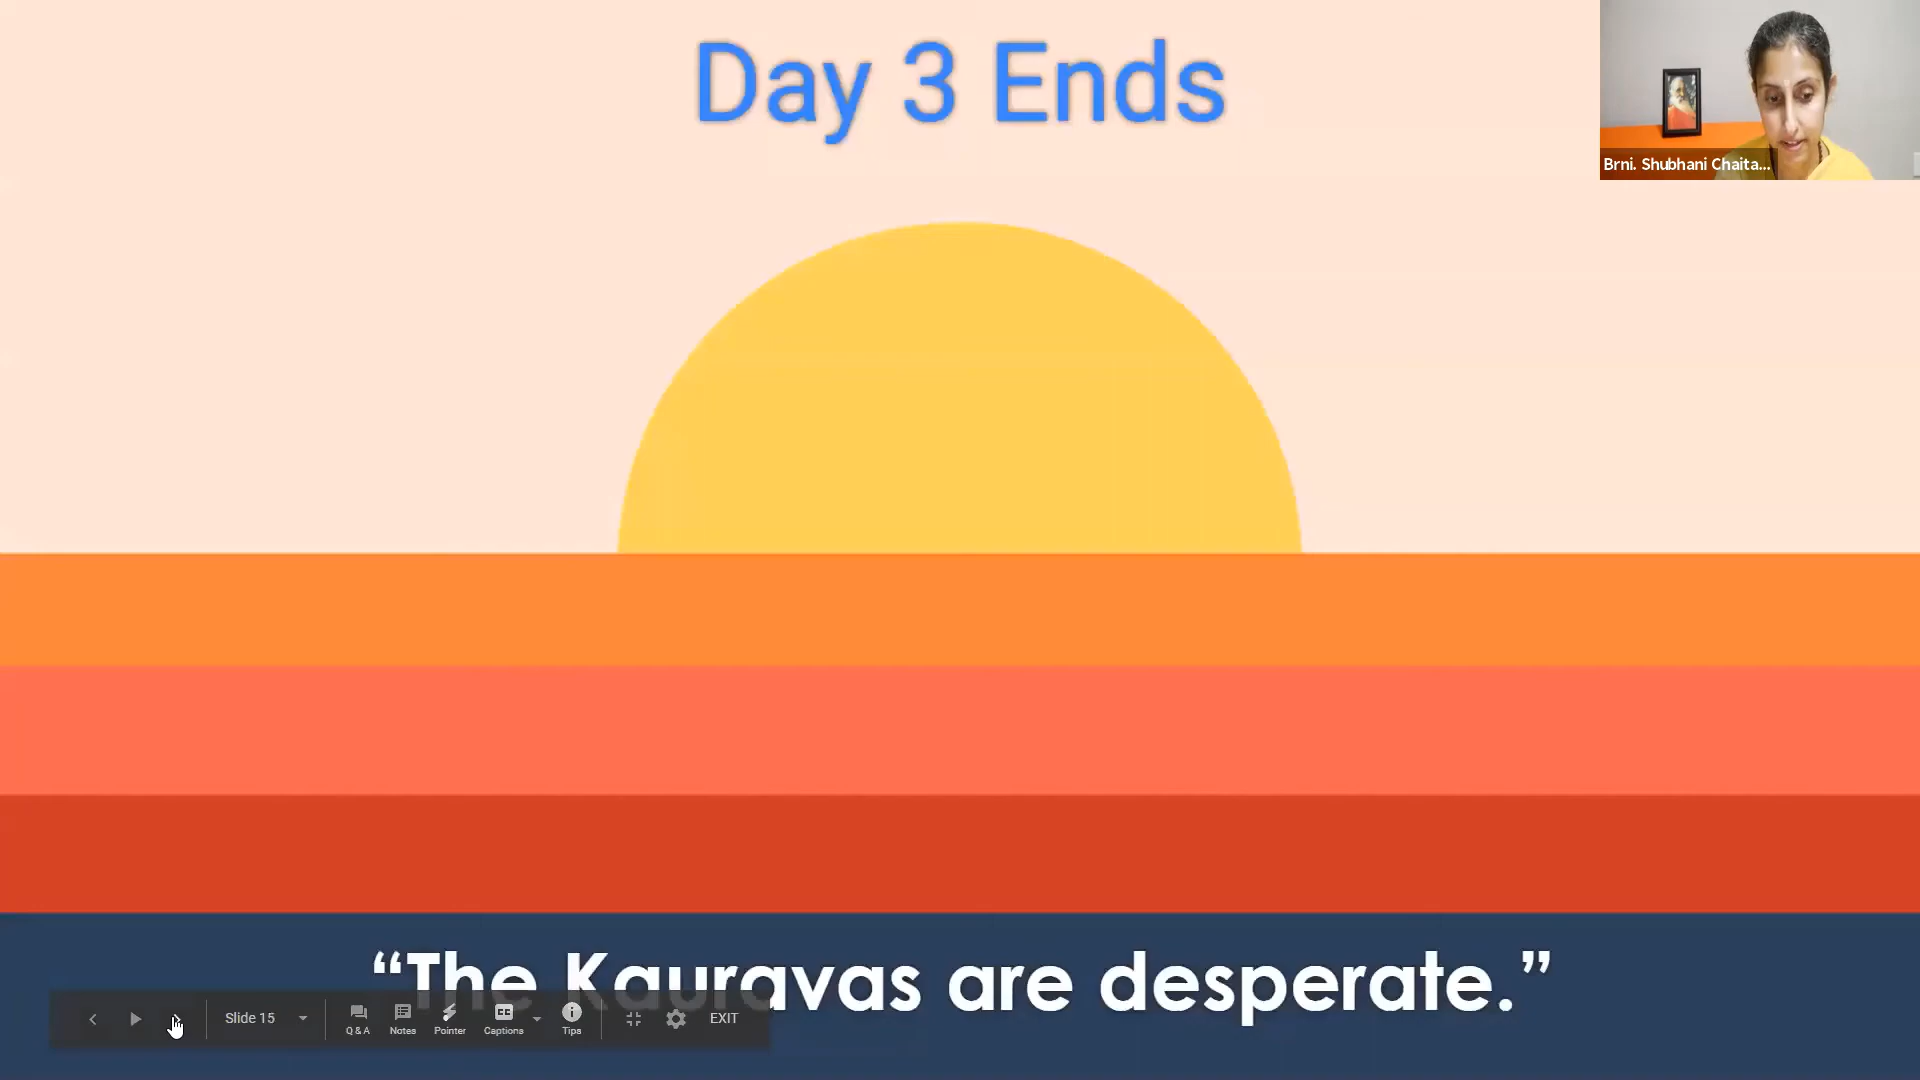 Day 3 Ends
Brni. Shubhani Chaita...
“The Kauravas are desperate.”
Slide 15
Q & A
Notes
Pointer
Captions
Tips
EXIT